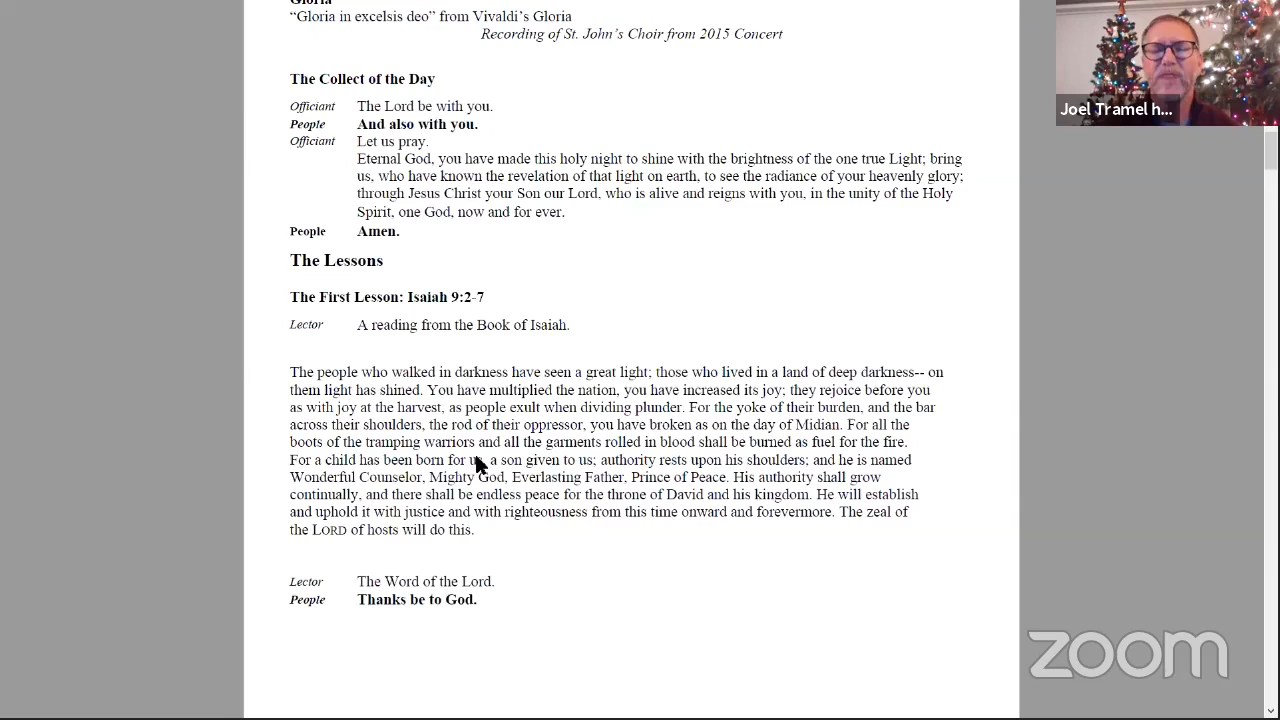 Gloria
“Gloria in excelsis deo” from Vivaldi’s Gloria
Recording of St. John’s Choir from 2015 Concert
The Collect of the Day
Officiant The Lord be with you.
People And also with you.
Officiant Let us pray.
Eternal God, you have made this holy night to shine with the brightness of the one true Light; bring
us, who have known the revelation of that light on earth, to see the radiance of your heavenly glory;
through Jesus Christ your Son our Lord, who is alive and reigns with you, in the unity of the Holy
Spirit, one God, now and for ever.
People Amen.
The Lessons
The First Lesson: Isaiah 9:2-7
Lector A reading from the Book of Isaiah.
The people who walked in darkness have seen a great light; those who lived in a land of deep darkness-- on
them light has shined. You have multiplied the nation, you have increased its joy; they rejoice before you
as with joy at the harvest, as people exult when dividing plunder. For the yoke of their burden, and the bar
across their shoulders, the rod of their oppressor, you have broken as on the day of Midian. For all the
boots of the tramping warriors and all the garments rolled in blood shall be burned as fuel for the fire.
For a child has been born for us, a son given to us; authority rests upon his shoulders; and he is named
Wonderful Counselor, Mighty God, Everlasting Father, Prince of Peace. His authority shall grow
continually, and there shall be endless peace for the throne of David and his kingdom. He will establish
and uphold it with justice and with righteousness from this time onward and forevermore. The zeal of
the LORD of hosts will do this.
Lector The Word of the Lord.
People Thanks be to God.
Joel Tramel h...
zoom